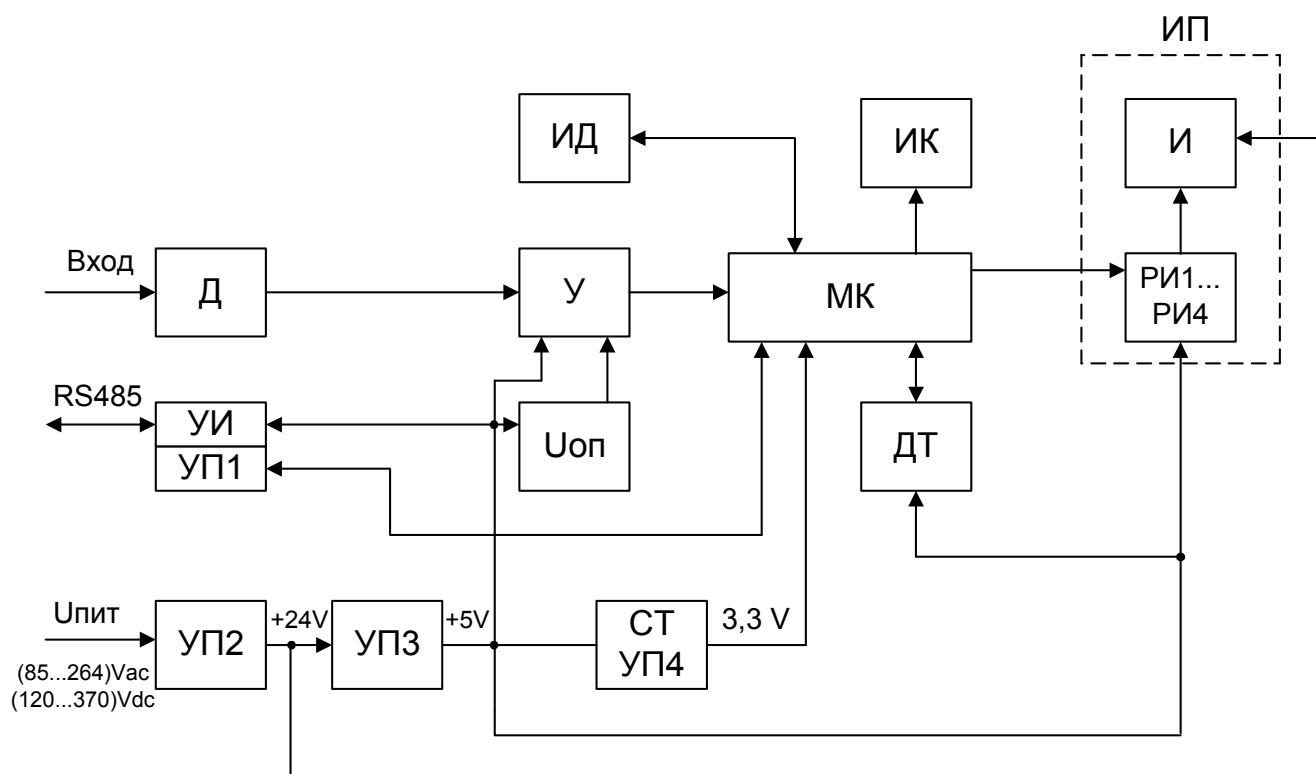 ИП
ИД
ИК
И
Вход
Д
У
МК
РИ1...
РИ4
RS485
УИ
УП1
Uоп
ДТ
Uпит
+24V
+5V
УП2
УП3
СТ
УП4
3,3 V
(85...264)Vac
(120...370)Vdc